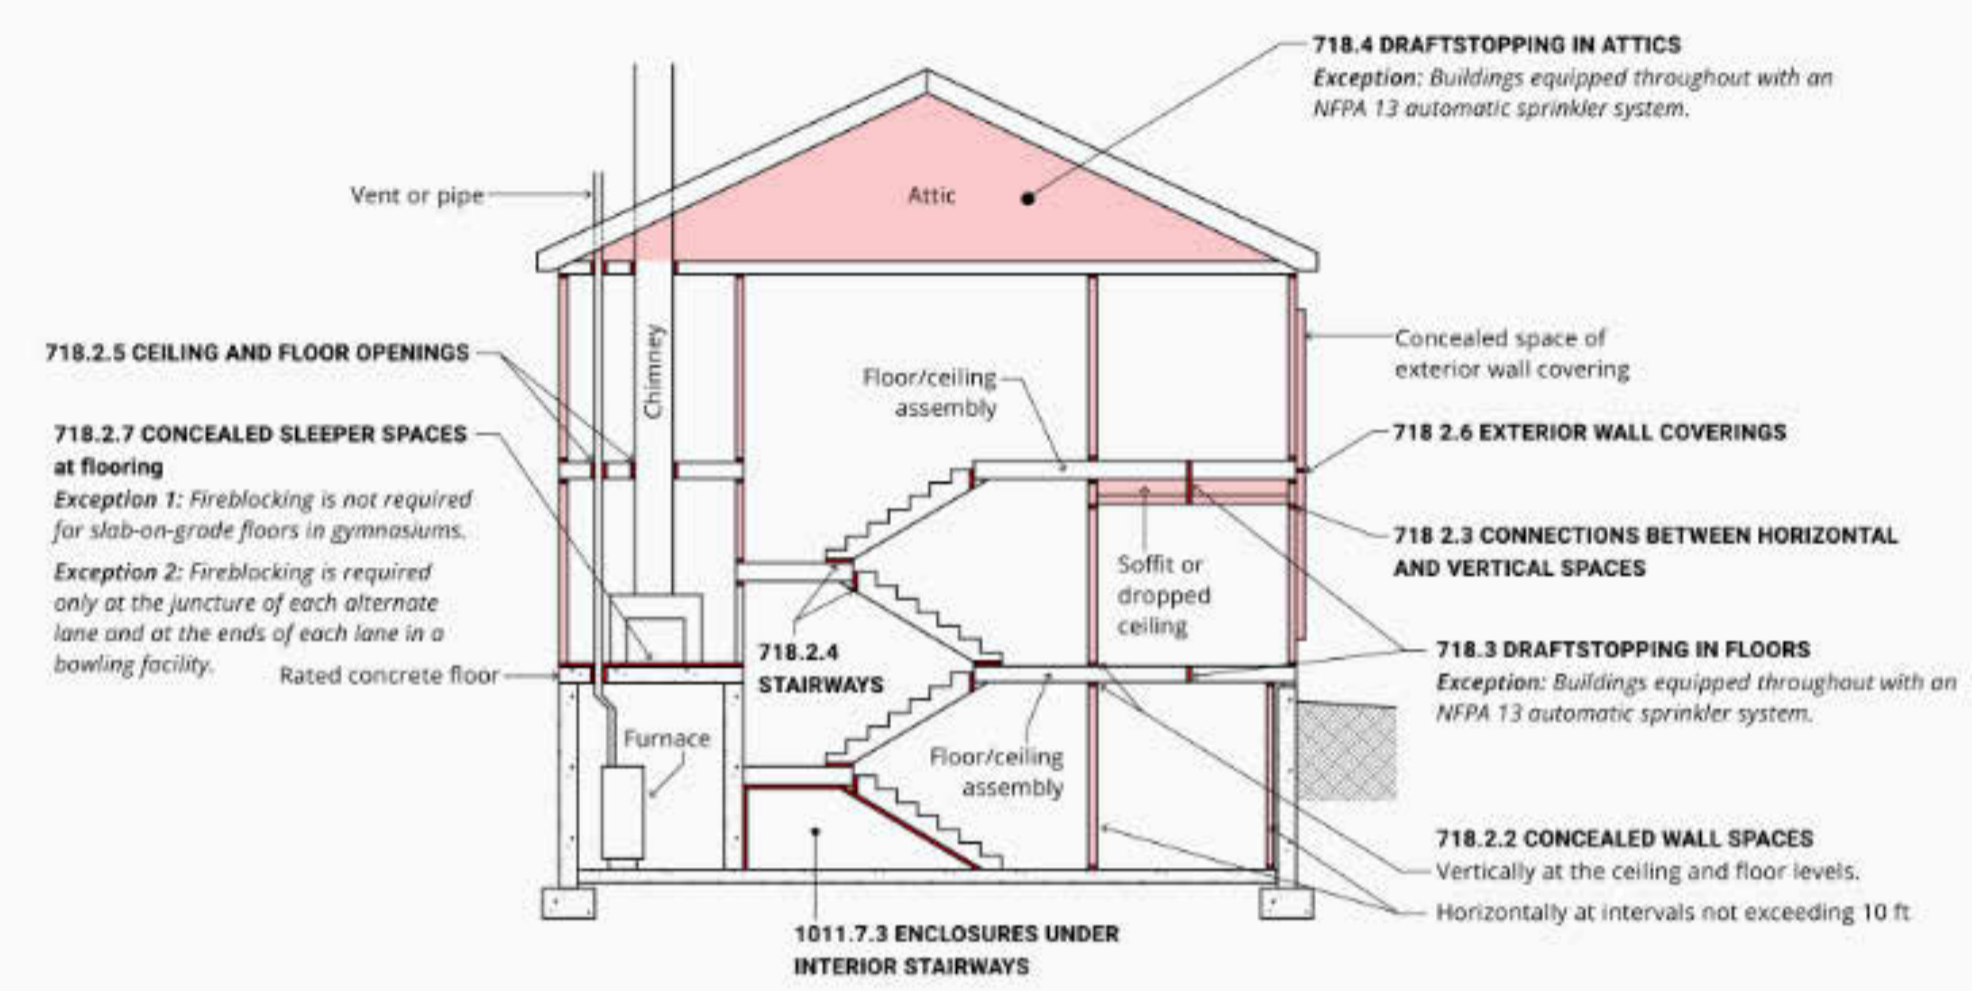 718.4 DRAFTSTOPPING IN ATTICS
Exception: Buildings equipped throughout with an
NFPA 13 automatic sprinkler system.
Vent or pipe
Attic
Chimney
718.2.5 CEILING AND FLOOR OPENINGS
Concealed space of
exterior wall covering
Floor/ceiling
assembly
718.2.7 CONCEALED SLEEPER SPACES
at flooring
Exception 1: Fireblocking is not required
for slab-on-grade floors in gymnasiums.
Exception 2: Fireblocking is required
only at the juncture of each alternate
lane and at the ends of each lane in a
bowling facility.
718 2.6 EXTERIOR WALL COVERINGS
718 2.3 CONNECTIONS BETWEEN HORIZONTAL
AND VERTICAL SPACES
Soffit or
dropped
ceiling
718.2.4
STAIRWAYS
718.3 DRAFTSTOPPING IN FLOORS
Exception: Buildings equipped throughout with an
NFPA 13 automatic sprinkler system.
Rated concrete floor
Furnace
Floor/ceiling
assembly
718.2.2 CONCEALED WALL SPACES
Vertically at the ceiling and floor levels.
Horizontally at intervals not exceeding 10 ft
1011.7.3 ENCLOSURES UNDER
INTERIOR STAIRWAYS